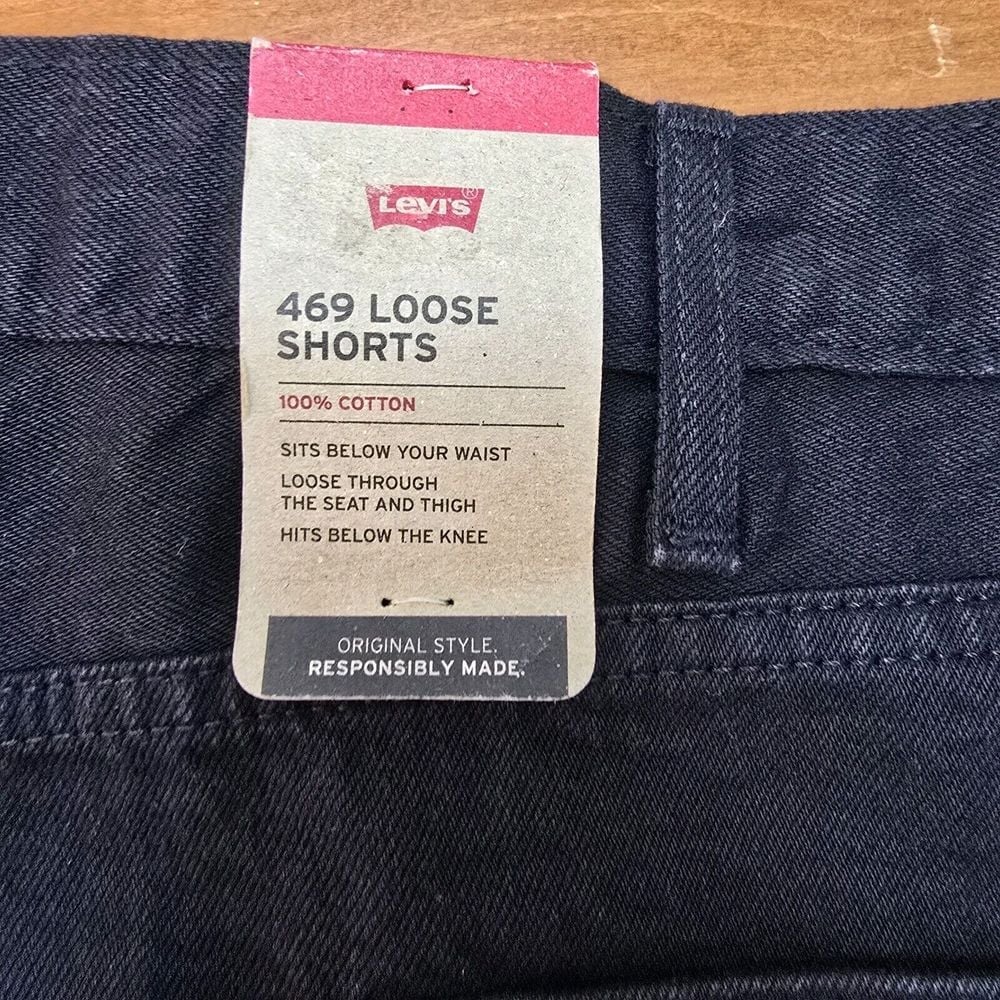 Levi's®
469 LOOSE
SHORTS
100% COTTON
SITS BELOW YOUR WAIST
LOOSE THROUGH
THE SEAT AND THIGH
HITS BELOW THE KNEE
ORIGINAL STYLE.
RESPONSIBLY MADE.